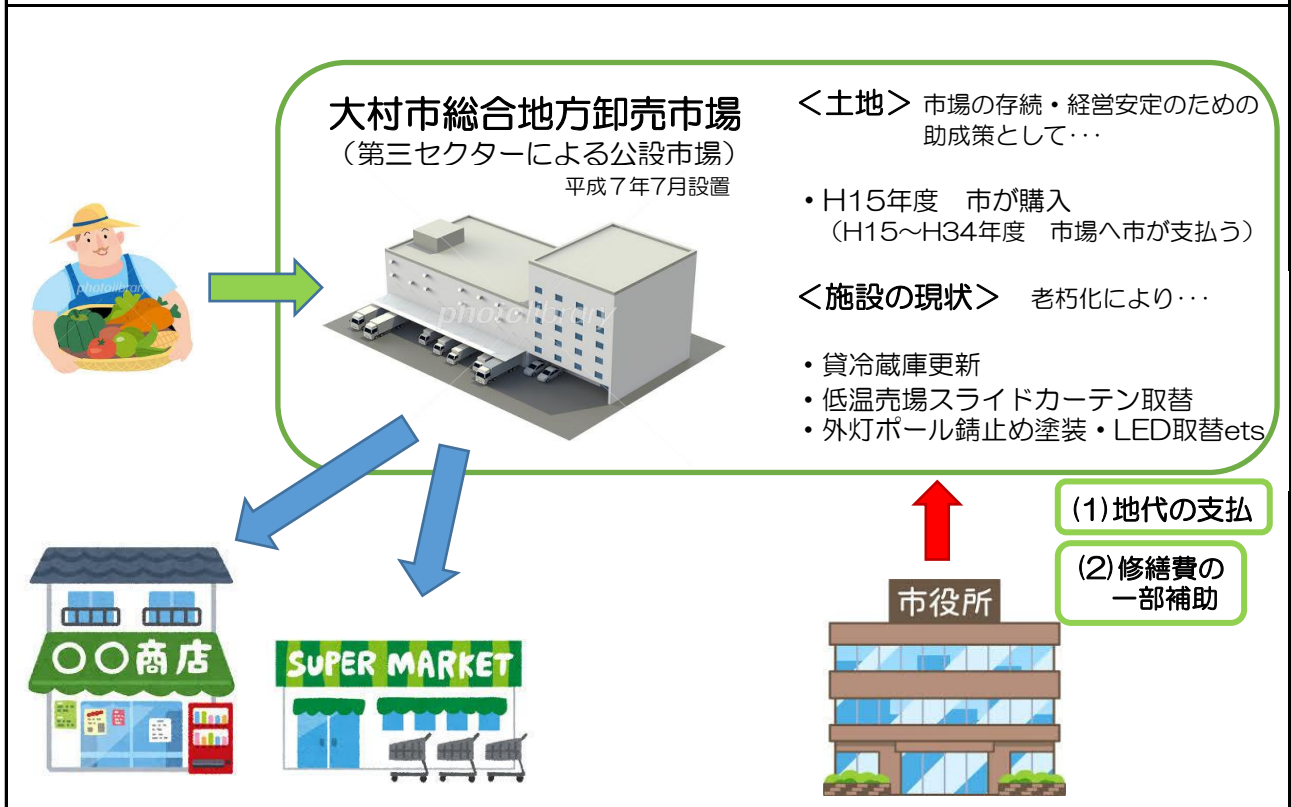 大村市総合地方卸売市場
（第三セクターによる公設市場）
平成７年7月設置
＜土地＞ 市場の存続・経営安定のための
助成策として･･･
・H15年度　市が購入
（H15～H34年度　市場へ市が支払う）
＜施設の現状＞　老朽化により･･･
・貸冷蔵庫更新
・低温売場スライドカーテン取替
・外灯ポール錆止め塗装・LED取替ets
photolibrary
photolibrary
(1)地代の支払
(2)修繕費の
一部補助
市役所
〇〇商店
SUPER MARKET